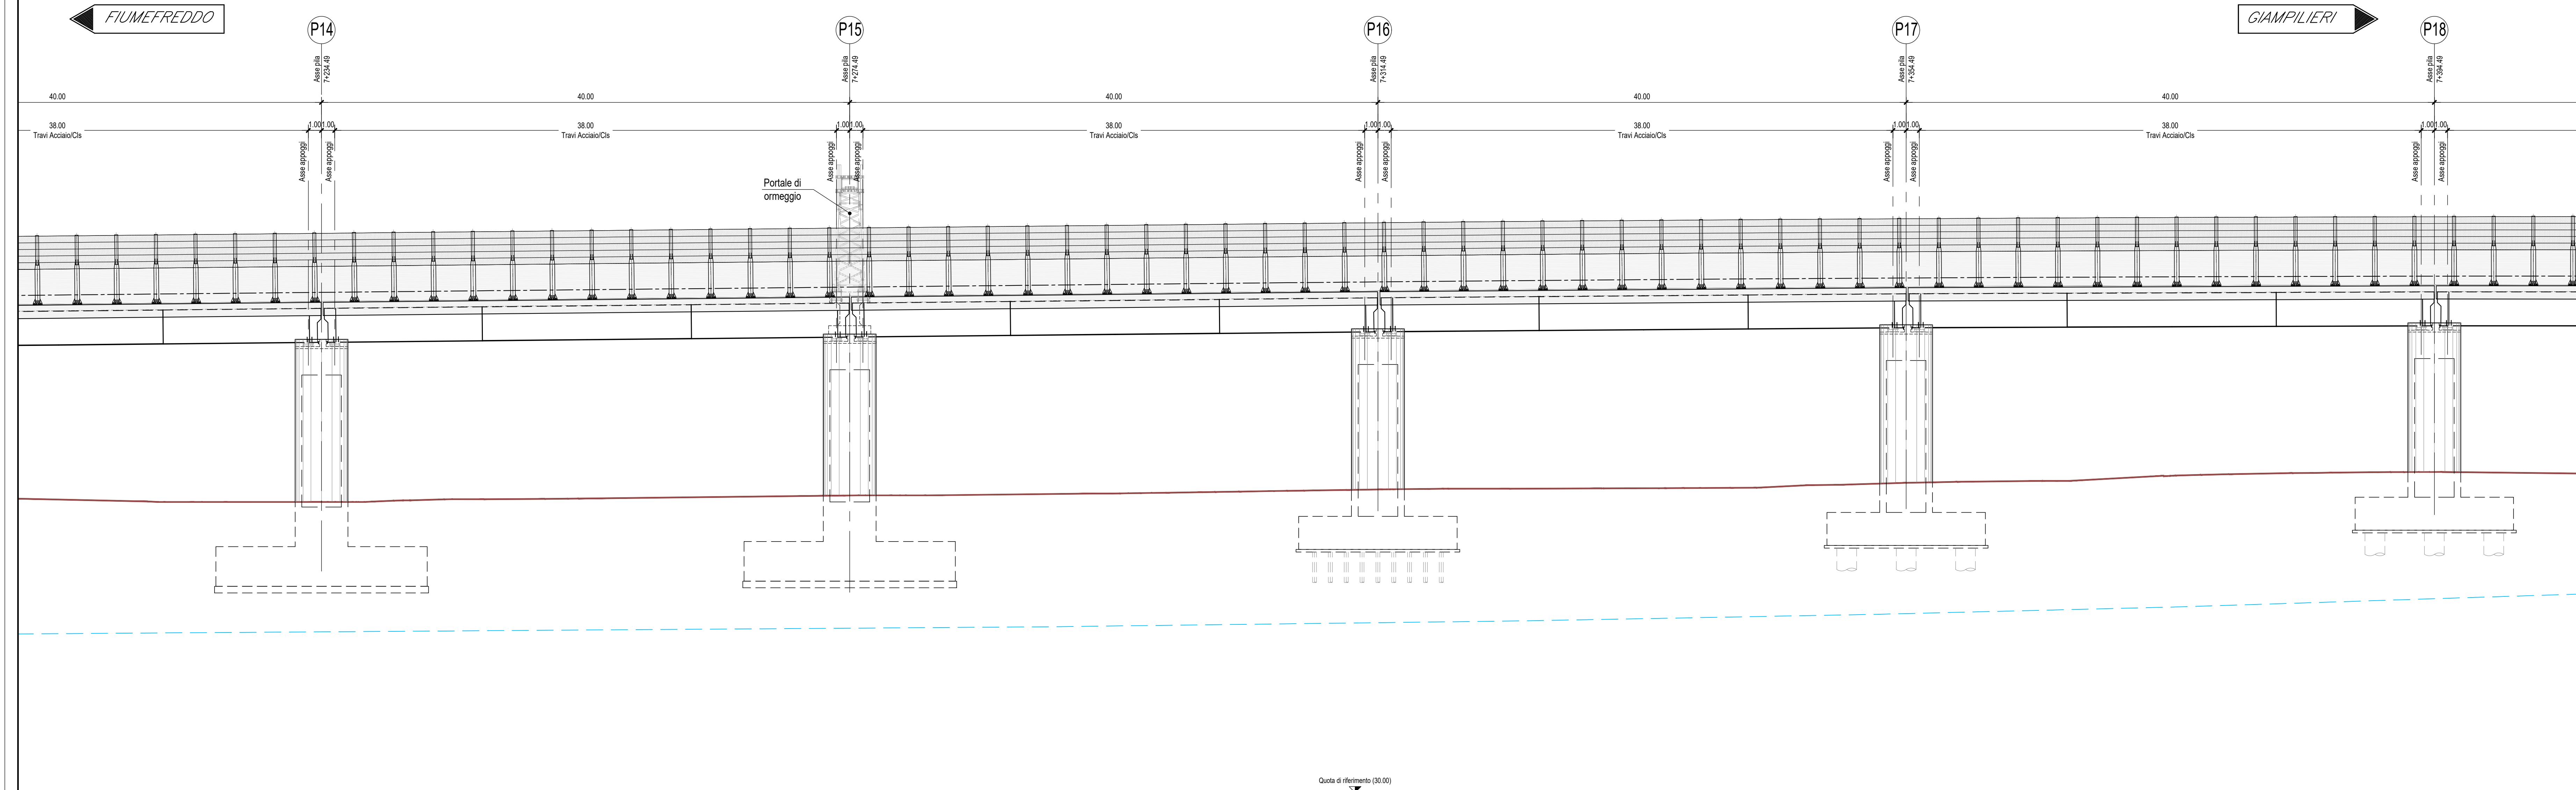 FIUMEFREDDO
GIAMPILIERI
P14
P15
P16
P17
P18
Asse pila
7+234.49
Asse pila
7+274.49
Asse pila
7+314.49
Asse pila
7+354.49
Asse pila
7+394.49
40.00
40.00
40.00
40.00
40.00
38.00
Travi Acciaio/Cls
1.00 1.00
38.00
Travi Acciaio/Cls
1.00 1.00
38.00
Travi Acciaio/Cls
1.00 1.00
38.00
Travi Acciaio/Cls
1.00 1.00
38.00
Travi Acciaio/Cls
1.00 1.00
Asse appoggi
Asse appoggi
Asse appoggi
Asse appoggi
Asse appoggi
Asse appoggi
Asse appoggi
Asse appoggi
Asse appoggi
Asse appoggi
Portale di
ormeggio
Quota di riferimento (30.00)